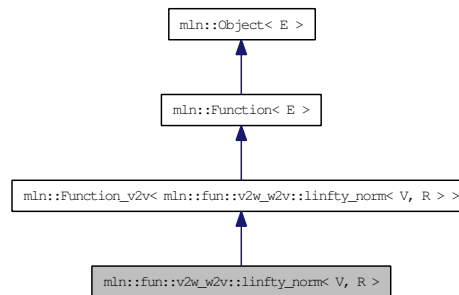 mln::Object< E >
mln::Function< E >
mln::Function_v2v< mln::fun::v2w_w2v::linfty_norm< V, R > >
mln::fun::v2w_w2v::linfty_norm< V, R >